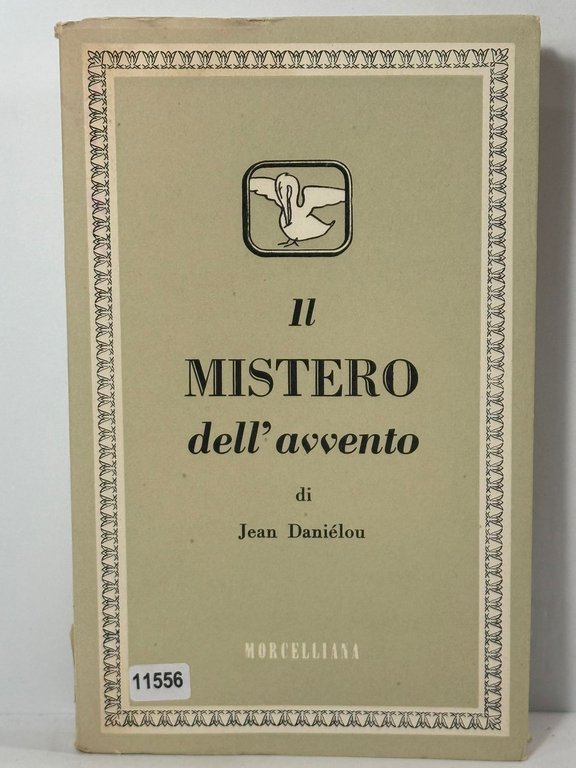 Il
MISTERO
dell'avvento
di
Jean Daniélou
MORCELLIANA
11556